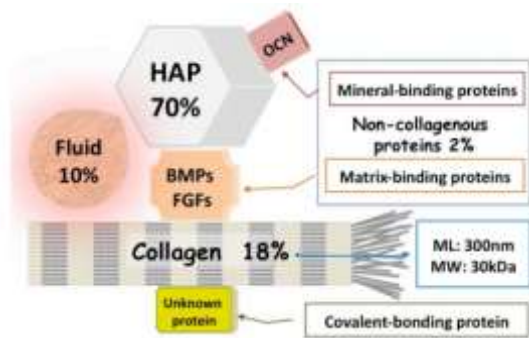 OCN
HAP
70%
Mineral-binding proteins
Non-collagenous
proteins 2%
Fluid
10%
BMPs
FGFs
Matrix-binding proteins
Collagen 18%
ML: 300nm
MW: 30kDa
Unknown
protein
Covalent-bonding protein